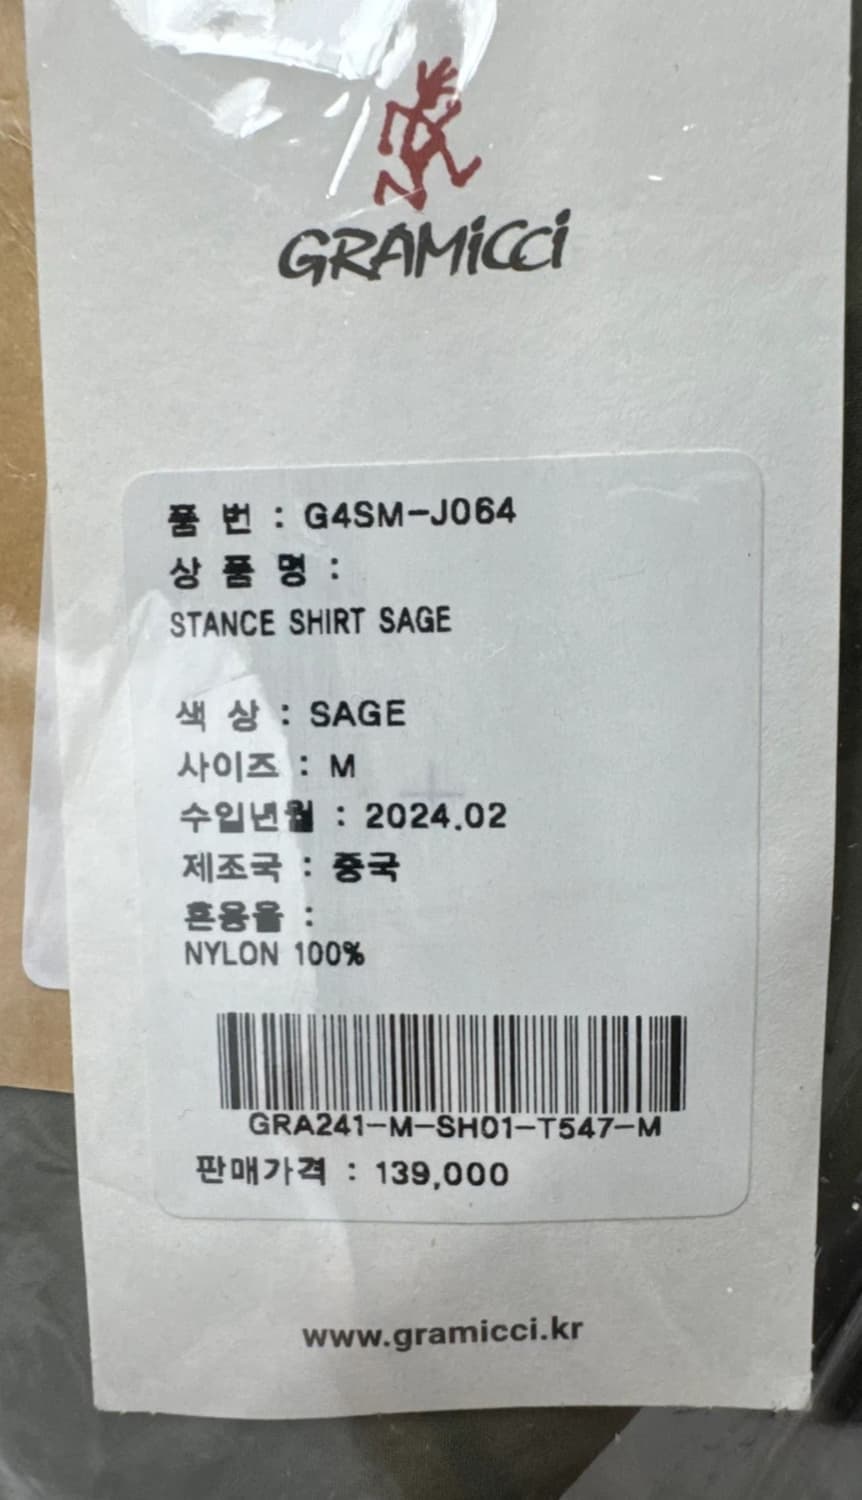 GRAMiCCi
품 번 : G4SM-J064
상 품 명 :
STANCE SHIRT SAGE
색 상 : SAGE
사이즈 : M
수입년월 : 2024.02
제조국 : 중국
혼용율 :
NYLON 100%
GRA241-M-SH01-T547-M
판매가격 : 139,000
www.gramicci.kr